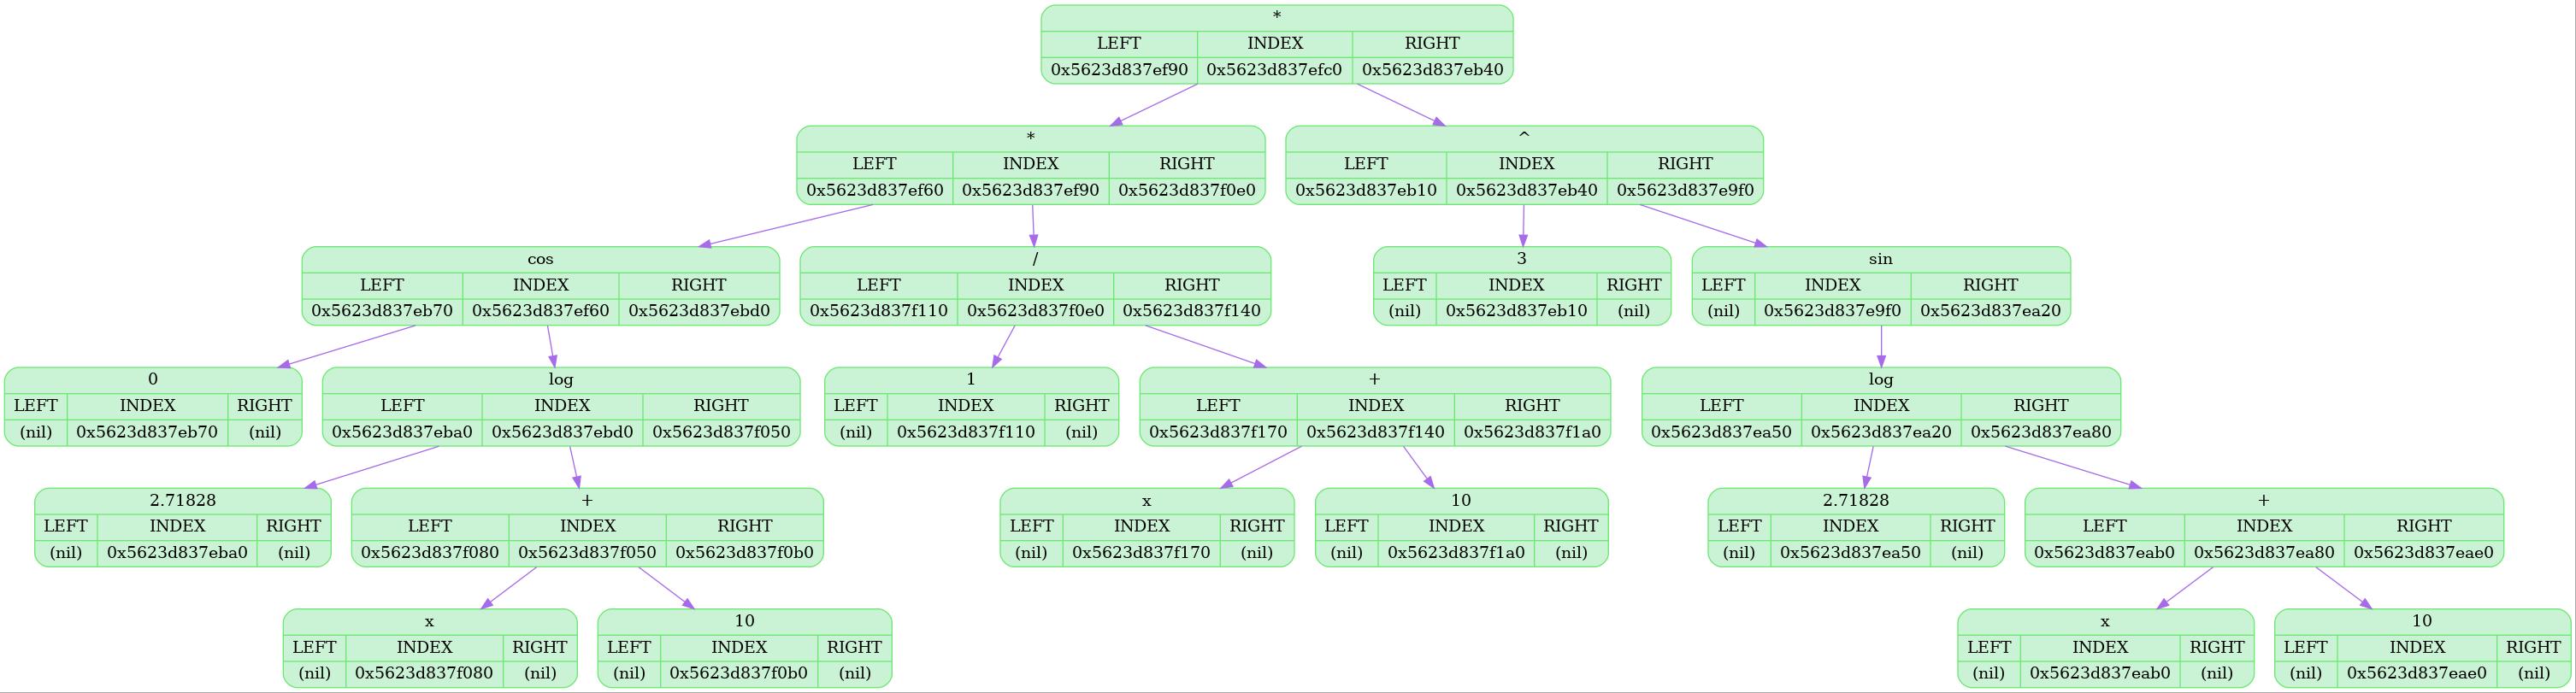 *
LEFT INDEX RIGHT
0x5623d837ef90 0x5623d837efc0 0x5623d837eb40
* ^
LEFT INDEX RIGHT LEFT INDEX RIGHT
0x5623d837ef60 0x5623d837ef90 0x5623d837f0e0 0x5623d837eb10 0x5623d837eb40 0x5623d837e9f0
cos / 3 sin
LEFT INDEX RIGHT LEFT INDEX RIGHT LEFT INDEX RIGHT LEFT INDEX RIGHT
0x5623d837eb70 0x5623d837ef60 0x5623d837ebd0 0x5623d837f110 0x5623d837f0e0 0x5623d837f140 (nil) 0x5623d837eb10 (nil) (nil) 0x5623d837e9f0 0x5623d837ea20
0 log 1 + log
LEFT INDEX RIGHT LEFT INDEX RIGHT LEFT INDEX RIGHT LEFT INDEX RIGHT LEFT INDEX RIGHT
(nil) 0x5623d837eb70 (nil) 0x5623d837eba0 0x5623d837ebd0 0x5623d837f050 (nil) 0x5623d837f110 (nil) 0x5623d837f170 0x5623d837f140 0x5623d837f1a0 0x5623d837ea50 0x5623d837ea20 0x5623d837ea80
2.71828 + x 10 2.71828 +
LEFT INDEX RIGHT LEFT INDEX RIGHT LEFT INDEX RIGHT LEFT INDEX RIGHT LEFT INDEX RIGHT LEFT INDEX RIGHT
(nil) 0x5623d837eba0 (nil) 0x5623d837f080 0x5623d837f050 0x5623d837f0b0 (nil) 0x5623d837f170 (nil) (nil) 0x5623d837f1a0 (nil) (nil) 0x5623d837ea50 (nil) 0x5623d837eab0 0x5623d837ea80 0x5623d837eae0
x 10 x 10
LEFT INDEX RIGHT LEFT INDEX RIGHT LEFT INDEX RIGHT LEFT INDEX RIGHT
(nil) 0x5623d837f080 (nil) (nil) 0x5623d837f0b0 (nil) (nil) 0x5623d837eab0 (nil) (nil) 0x5623d837eae0 (nil)